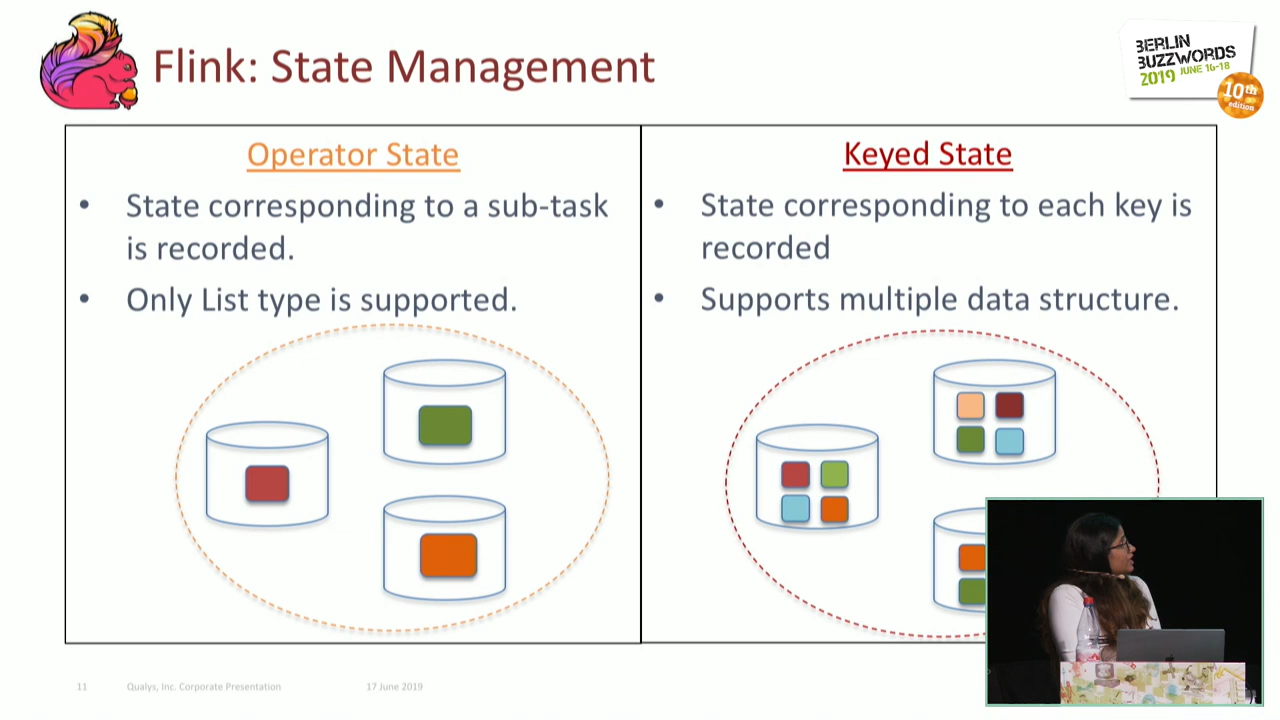 Flink: State Management
BERLIN
BUZZWORDS
2019 JUNE 16-18
10th
edition
Operator State
• State corresponding to a sub-task
is recorded.
• Only List type is supported.
Keyed State
• State corresponding to each key is
recorded
• Supports multiple data structure.
11 Qualys, Inc. Corporate Presentation 17 June 2019